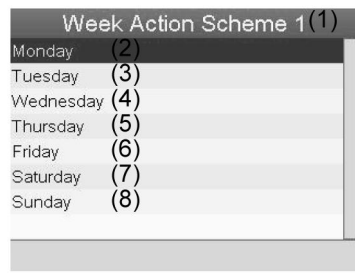 Week Action Scheme 1(1)
Monday (2)
Tuesday (3)
Wednesday (4)
Thursday (5)
Friday (6)
Saturday (7)
Sunday (8)